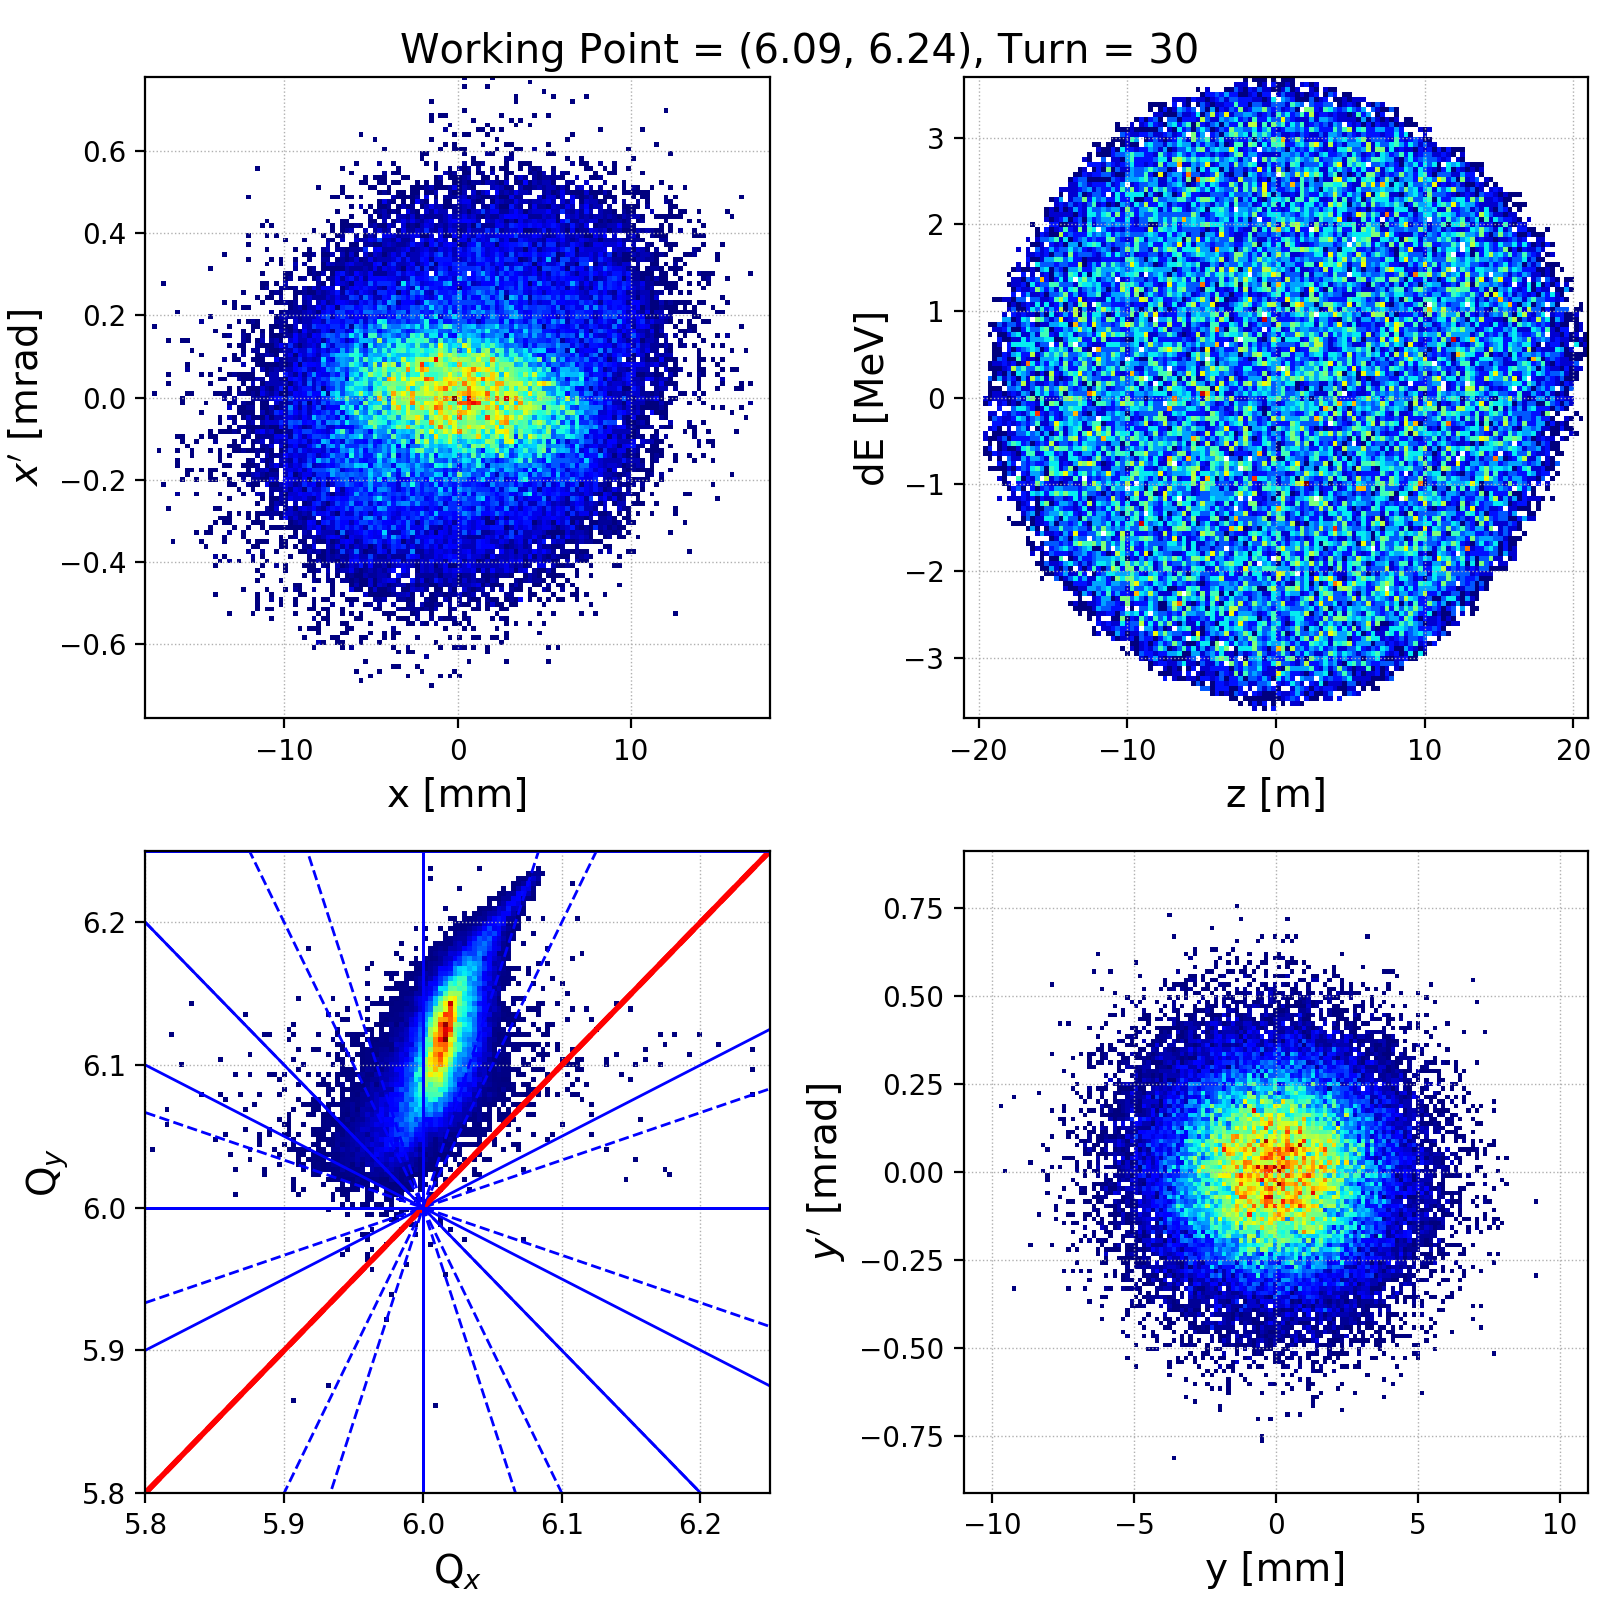 Working Point = (6.09, 6.24), Turn = 30
0.6
0.4
0.2
0.0
−0.2
−0.4
−0.6
x′ [mrad]
−10 0 10
x [mm]
3
2
1
0
−1
−2
−3
dE [MeV]
−20 −10 0 10 20
z [m]
6.2
6.1
6.0
5.9
5.8
Qy
5.8 5.9 6.0 6.1 6.2
Qx
0.75
0.50
0.25
0.00
−0.25
−0.50
−0.75
y′ [mrad]
−10 −5 0 5 10
y [mm]